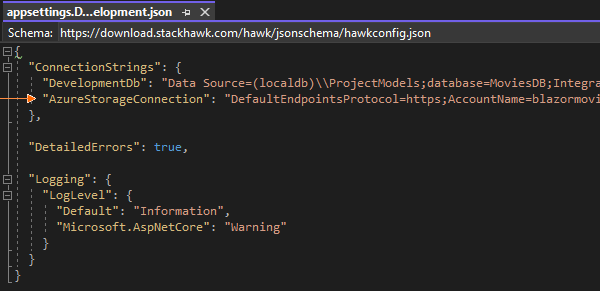 appsettings.D...elopment.json
Schema: https://download.stackhawk.com/hawk/jsonschema/hawkconfig.json
{
"ConnectionStrings": {
"DevelopmentDb": "Data Source=(localdb)\\ProjectModels;database=MoviesDB;Integra
"AzureStorageConnection": "DefaultEndpointsProtocol=https;AccountName=blazormovi
},
"DetailedErrors": true,
"Logging": {
"LogLevel": {
"Default": "Information",
"Microsoft.AspNetCore": "Warning"
}
}
}